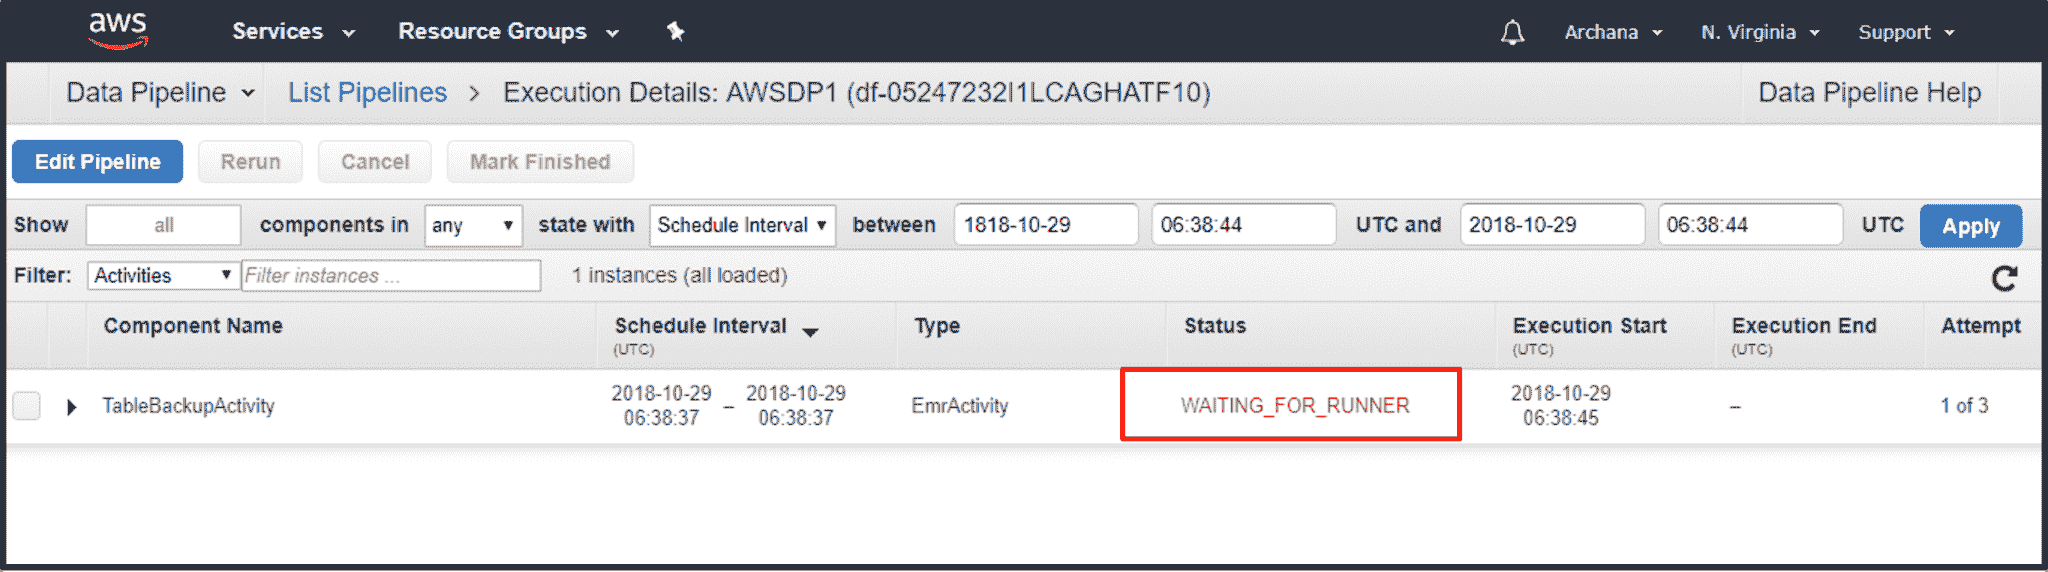 aws Services Resource Groups Archana N. Virginia Support
Data Pipeline List Pipelines > Execution Details: AWSDP1 (df-05247232I1LCAGHATF10) Data Pipeline Help
Edit Pipeline Rerun Cancel Mark Finished
Show all components in any state with Schedule Interval between 1818-10-29 06:38:44 UTC and 2018-10-29 06:38:44 UTC Apply
Filter: Activities Filter instances ... 1 instances (all loaded)
Component Name Schedule Interval Type Status Execution Start Execution End Attempt
(UTC) (UTC) (UTC)
TableBackupActivity 2018-10-29 06:38:37 – 2018-10-29 06:38:37 EmrActivity WAITING_FOR_RUNNER 2018-10-29 06:38:45 – 1 of 3